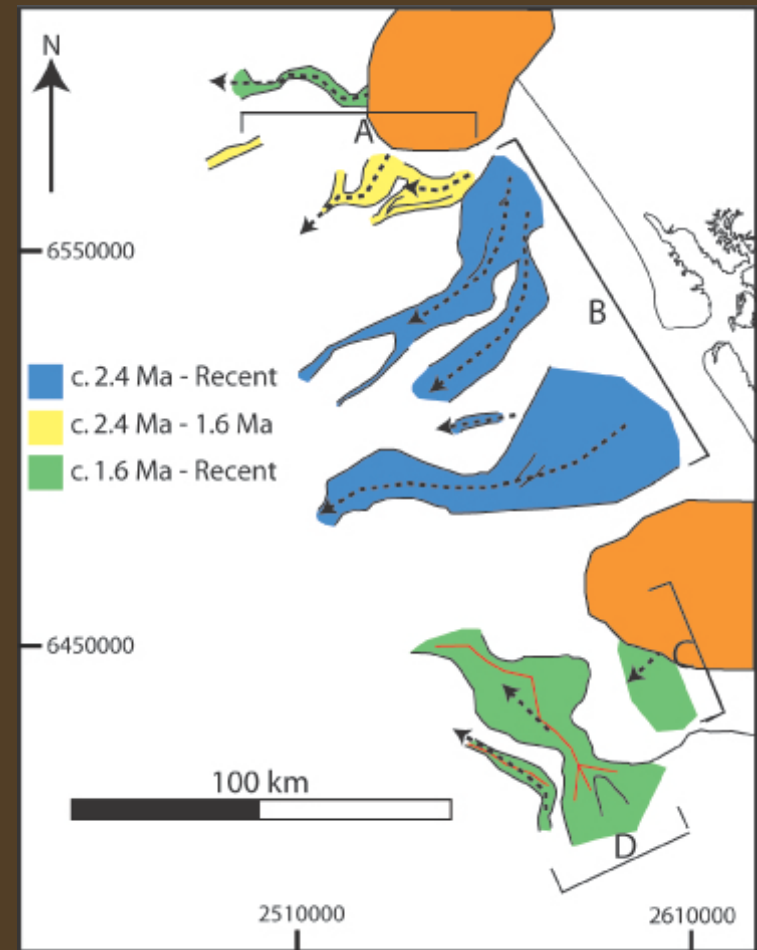 N
A
6550000
B
c. 2.4 Ma - Recent
c. 2.4 Ma - 1.6 Ma
c. 1.6 Ma - Recent
6450000
C
100 km
D
2510000
2610000